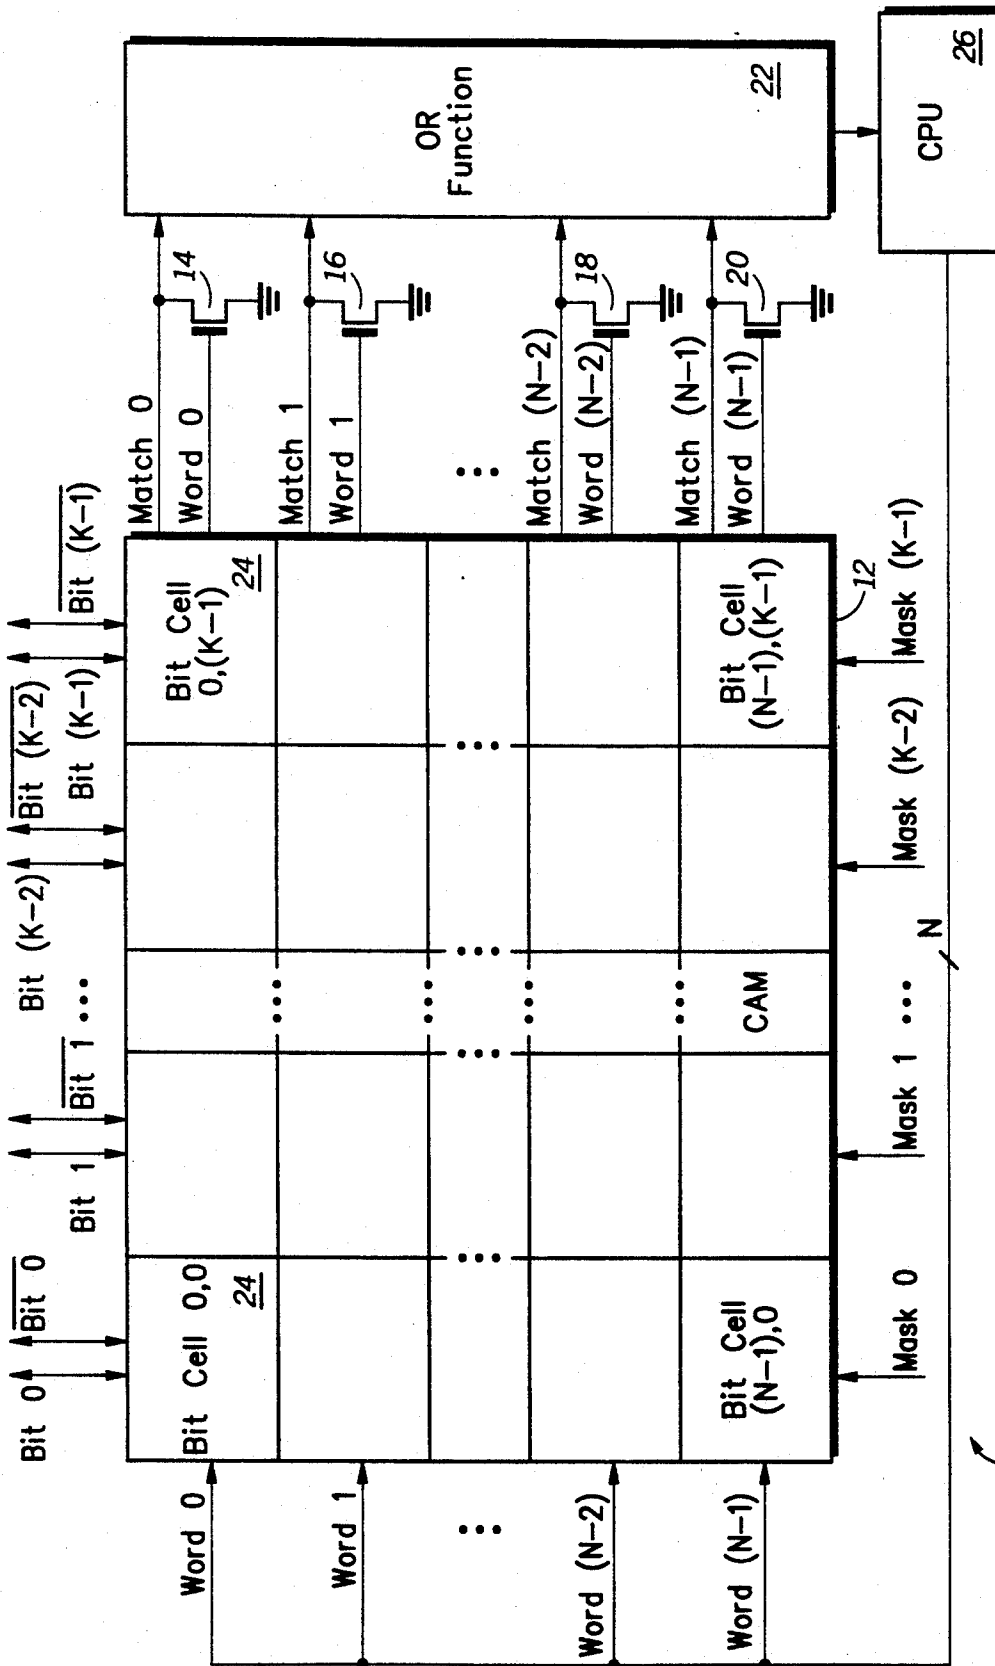 Bit 0
Bit 0
Bit 1
Bit 1
...
Bit (K-2)
Bit (K-2)
Bit (K-1)
Bit (K-1)
Word 0
Word 1
...
Word (N-2)
Word (N-1)
Bit Cell 0,0
24
Bit Cell
0,(K-1)
24
...
...
...
...
...
...
...
...
...
...
Bit Cell
(N-1),0
CAM
Bit Cell
(N-1),(K-1)
12
Mask 0
Mask 1
...
Mask (K-2)
Mask (K-1)
N
Match 0
Word 0
14
Match 1
Word 1
16
...
Match (N-2)
Word (N-2)
18
Match (N-1)
Word (N-1)
20
OR
Function
22
CPU
26